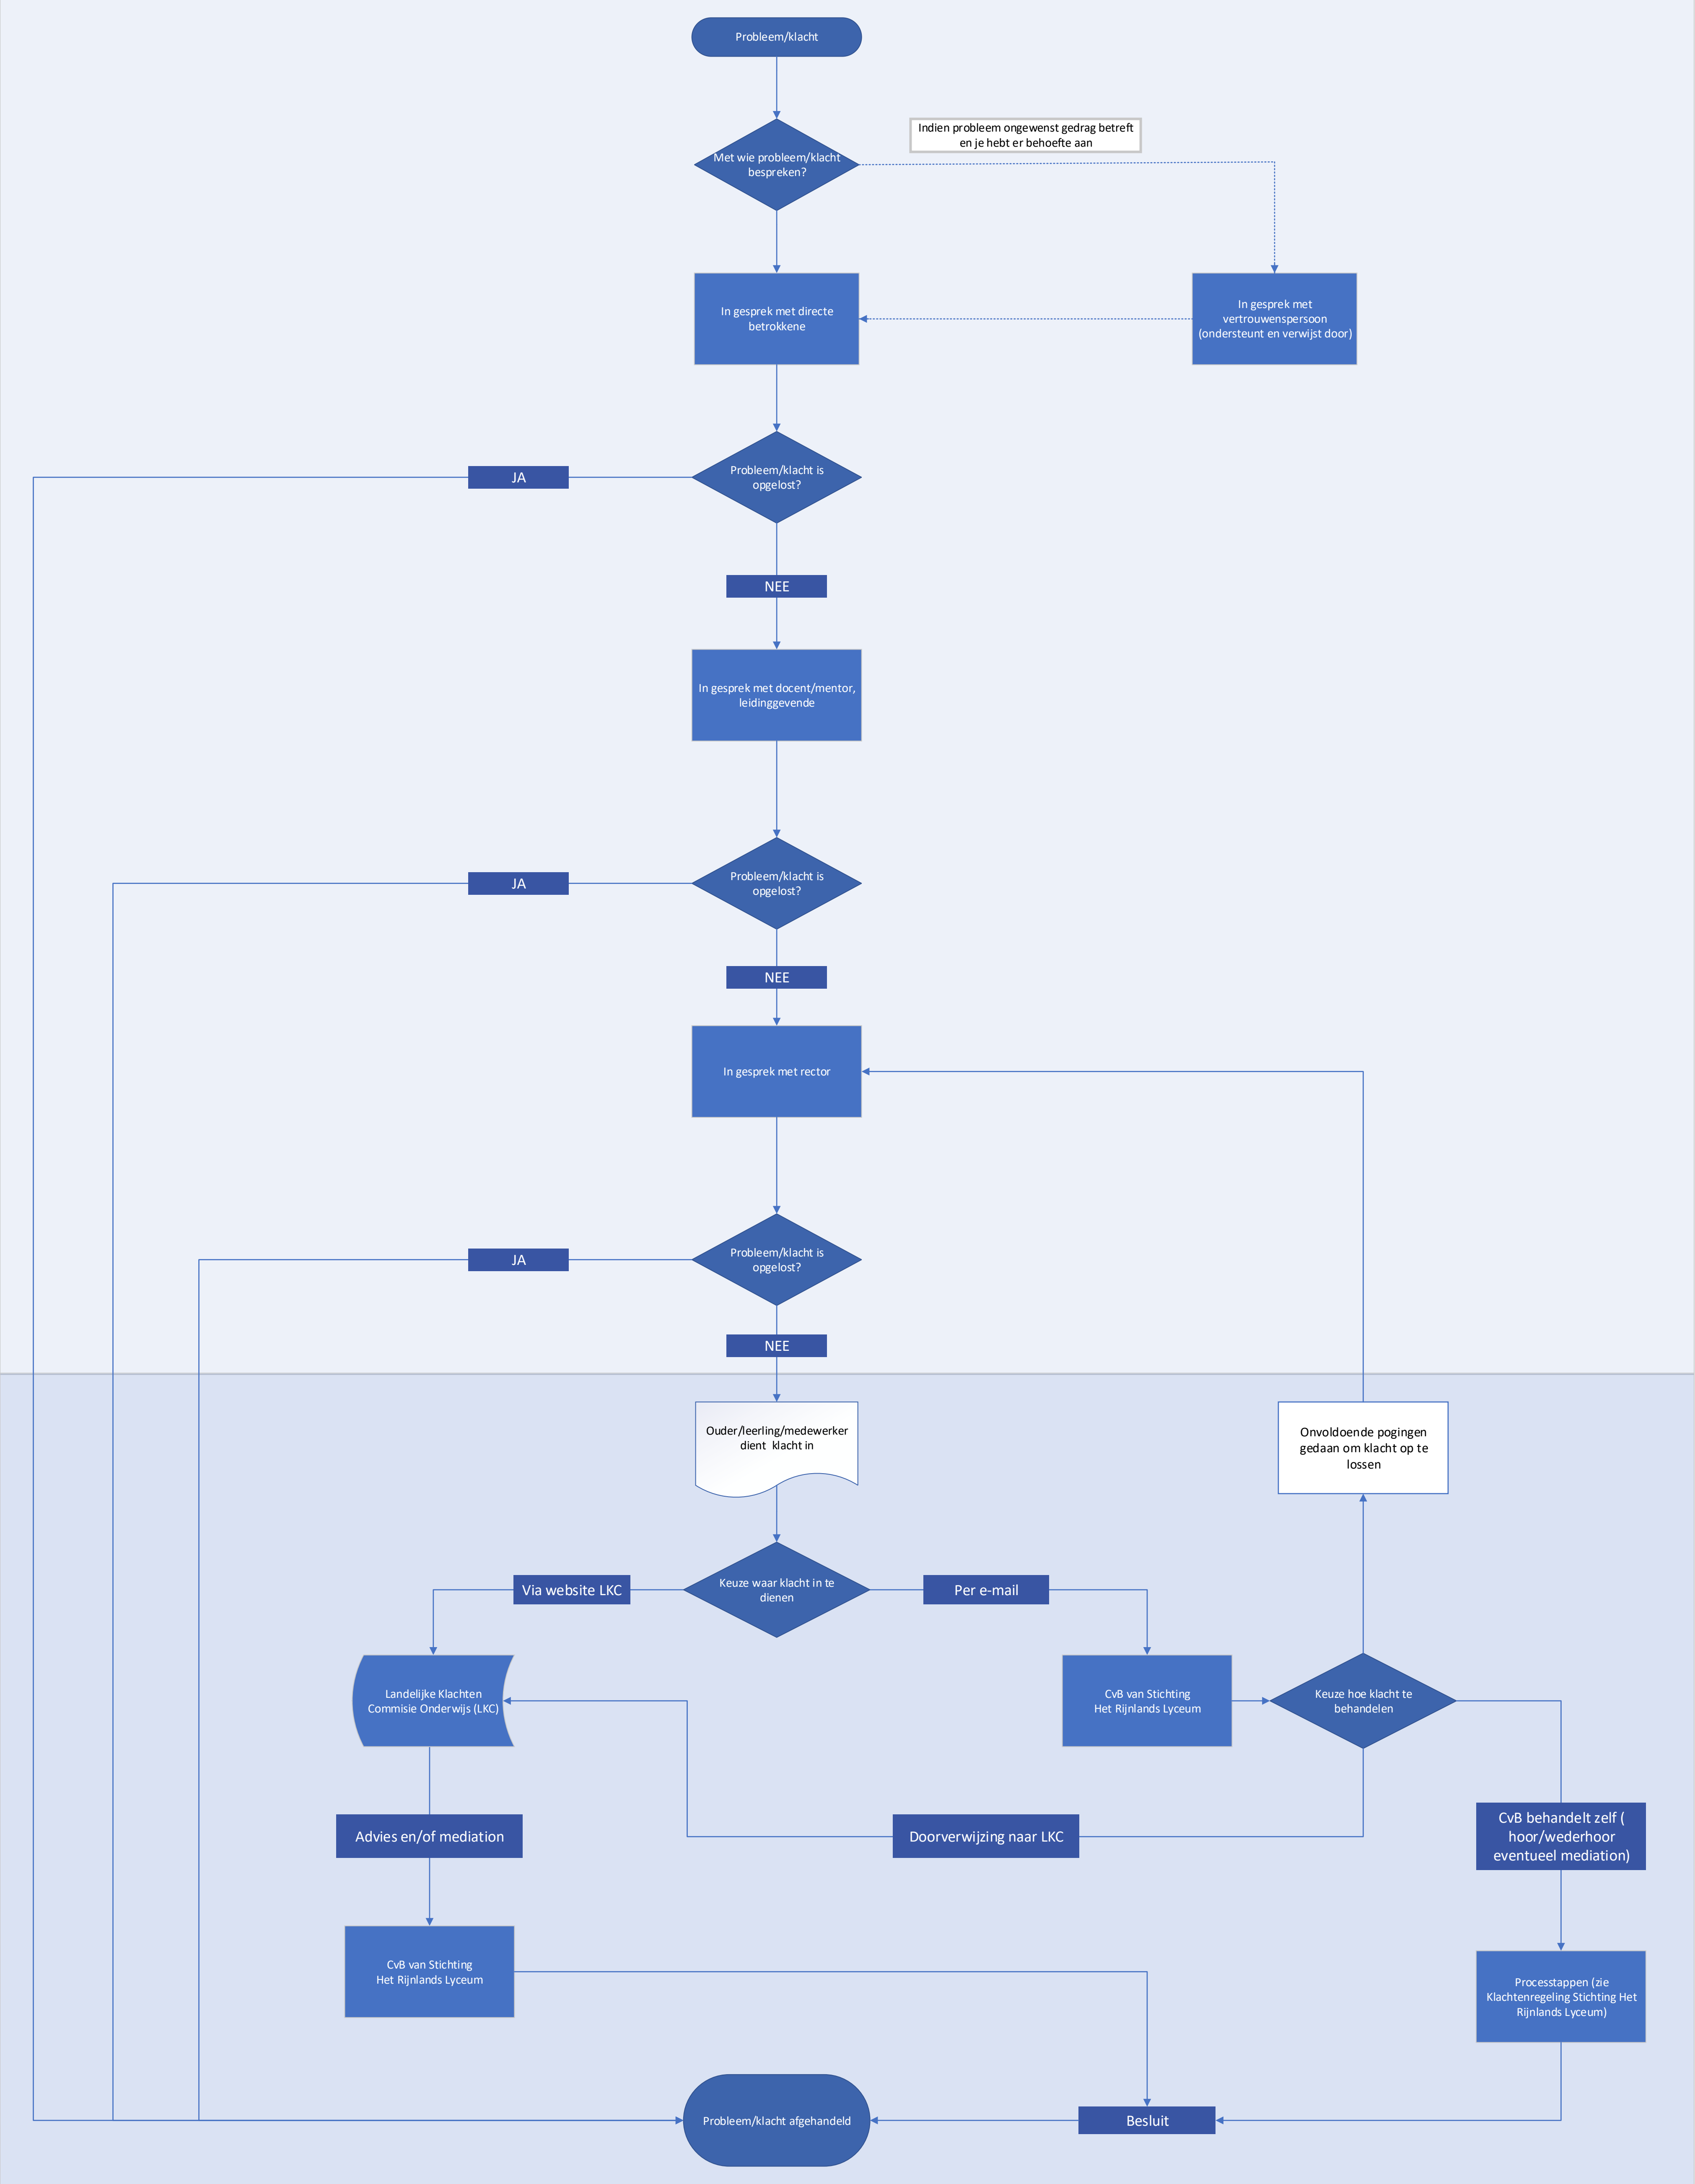 Probleem/klacht
Indien probleem ongewenst gedrag betreft
en je hebt er behoefte aan
Met wie probleem/klacht
bespreken?
In gesprek met directe
betrokkene
In gesprek met
vertrouwenspersoon
(ondersteunt en verwijst door)
Probleem/klacht is
opgelost?
JA
NEE
In gesprek met docent/mentor,
leidinggevende
Probleem/klacht is
opgelost?
JA
NEE
In gesprek met rector
Probleem/klacht is
opgelost?
JA
NEE
Ouder/leerling/medewerker
dient klacht in
Onvoldoende pogingen
gedaan om klacht op te
lossen
Keuze waar klacht in te
dienen
Via website LKC
Per e-mail
Landelijke Klachten
Commisie Onderwijs (LKC)
CvB van Stichting
Het Rijnlands Lyceum
Keuze hoe klacht te
behandelen
Advies en/of mediation
Doorverwijzing naar LKC
CvB behandelt zelf (
hoor/wederhoor
eventueel mediation)
CvB van Stichting
Het Rijnlands Lyceum
Processtappen (zie
Klachtenregeling Stichting Het
Rijnlands Lyceum)
Probleem/klacht afgehandeld
Besluit